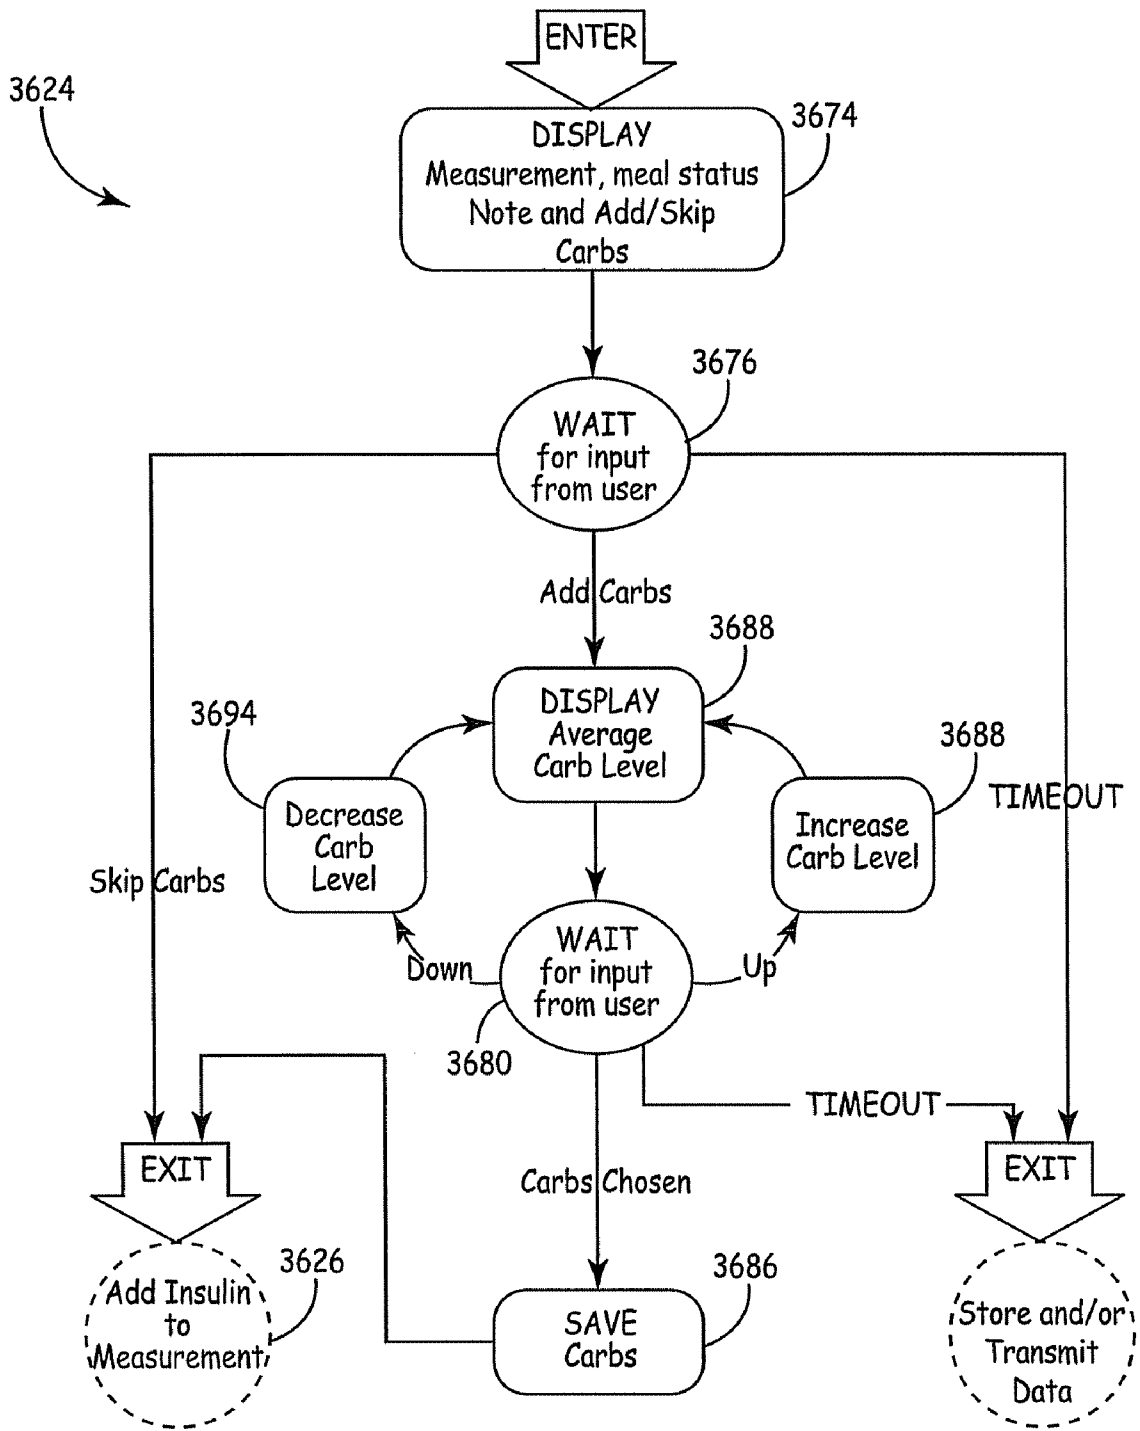 ENTER
3624
3674
DISPLAY
Measurement, meal status
Note and Add/Skip
Carbs
3676
WAIT
for input
from user
Add Carbs
3688
DISPLAY
Average
Carb Level
3694
Decrease
Carb
Level
3688
Increase
Carb Level
TIMEOUT
Skip Carbs
WAIT
for input
from user
Down
Up
3680
TIMEOUT
EXIT
Carbs Chosen
EXIT
3626
Add Insulin
to
Measurement
3686
SAVE
Carbs
Store and/or
Transmit
Data